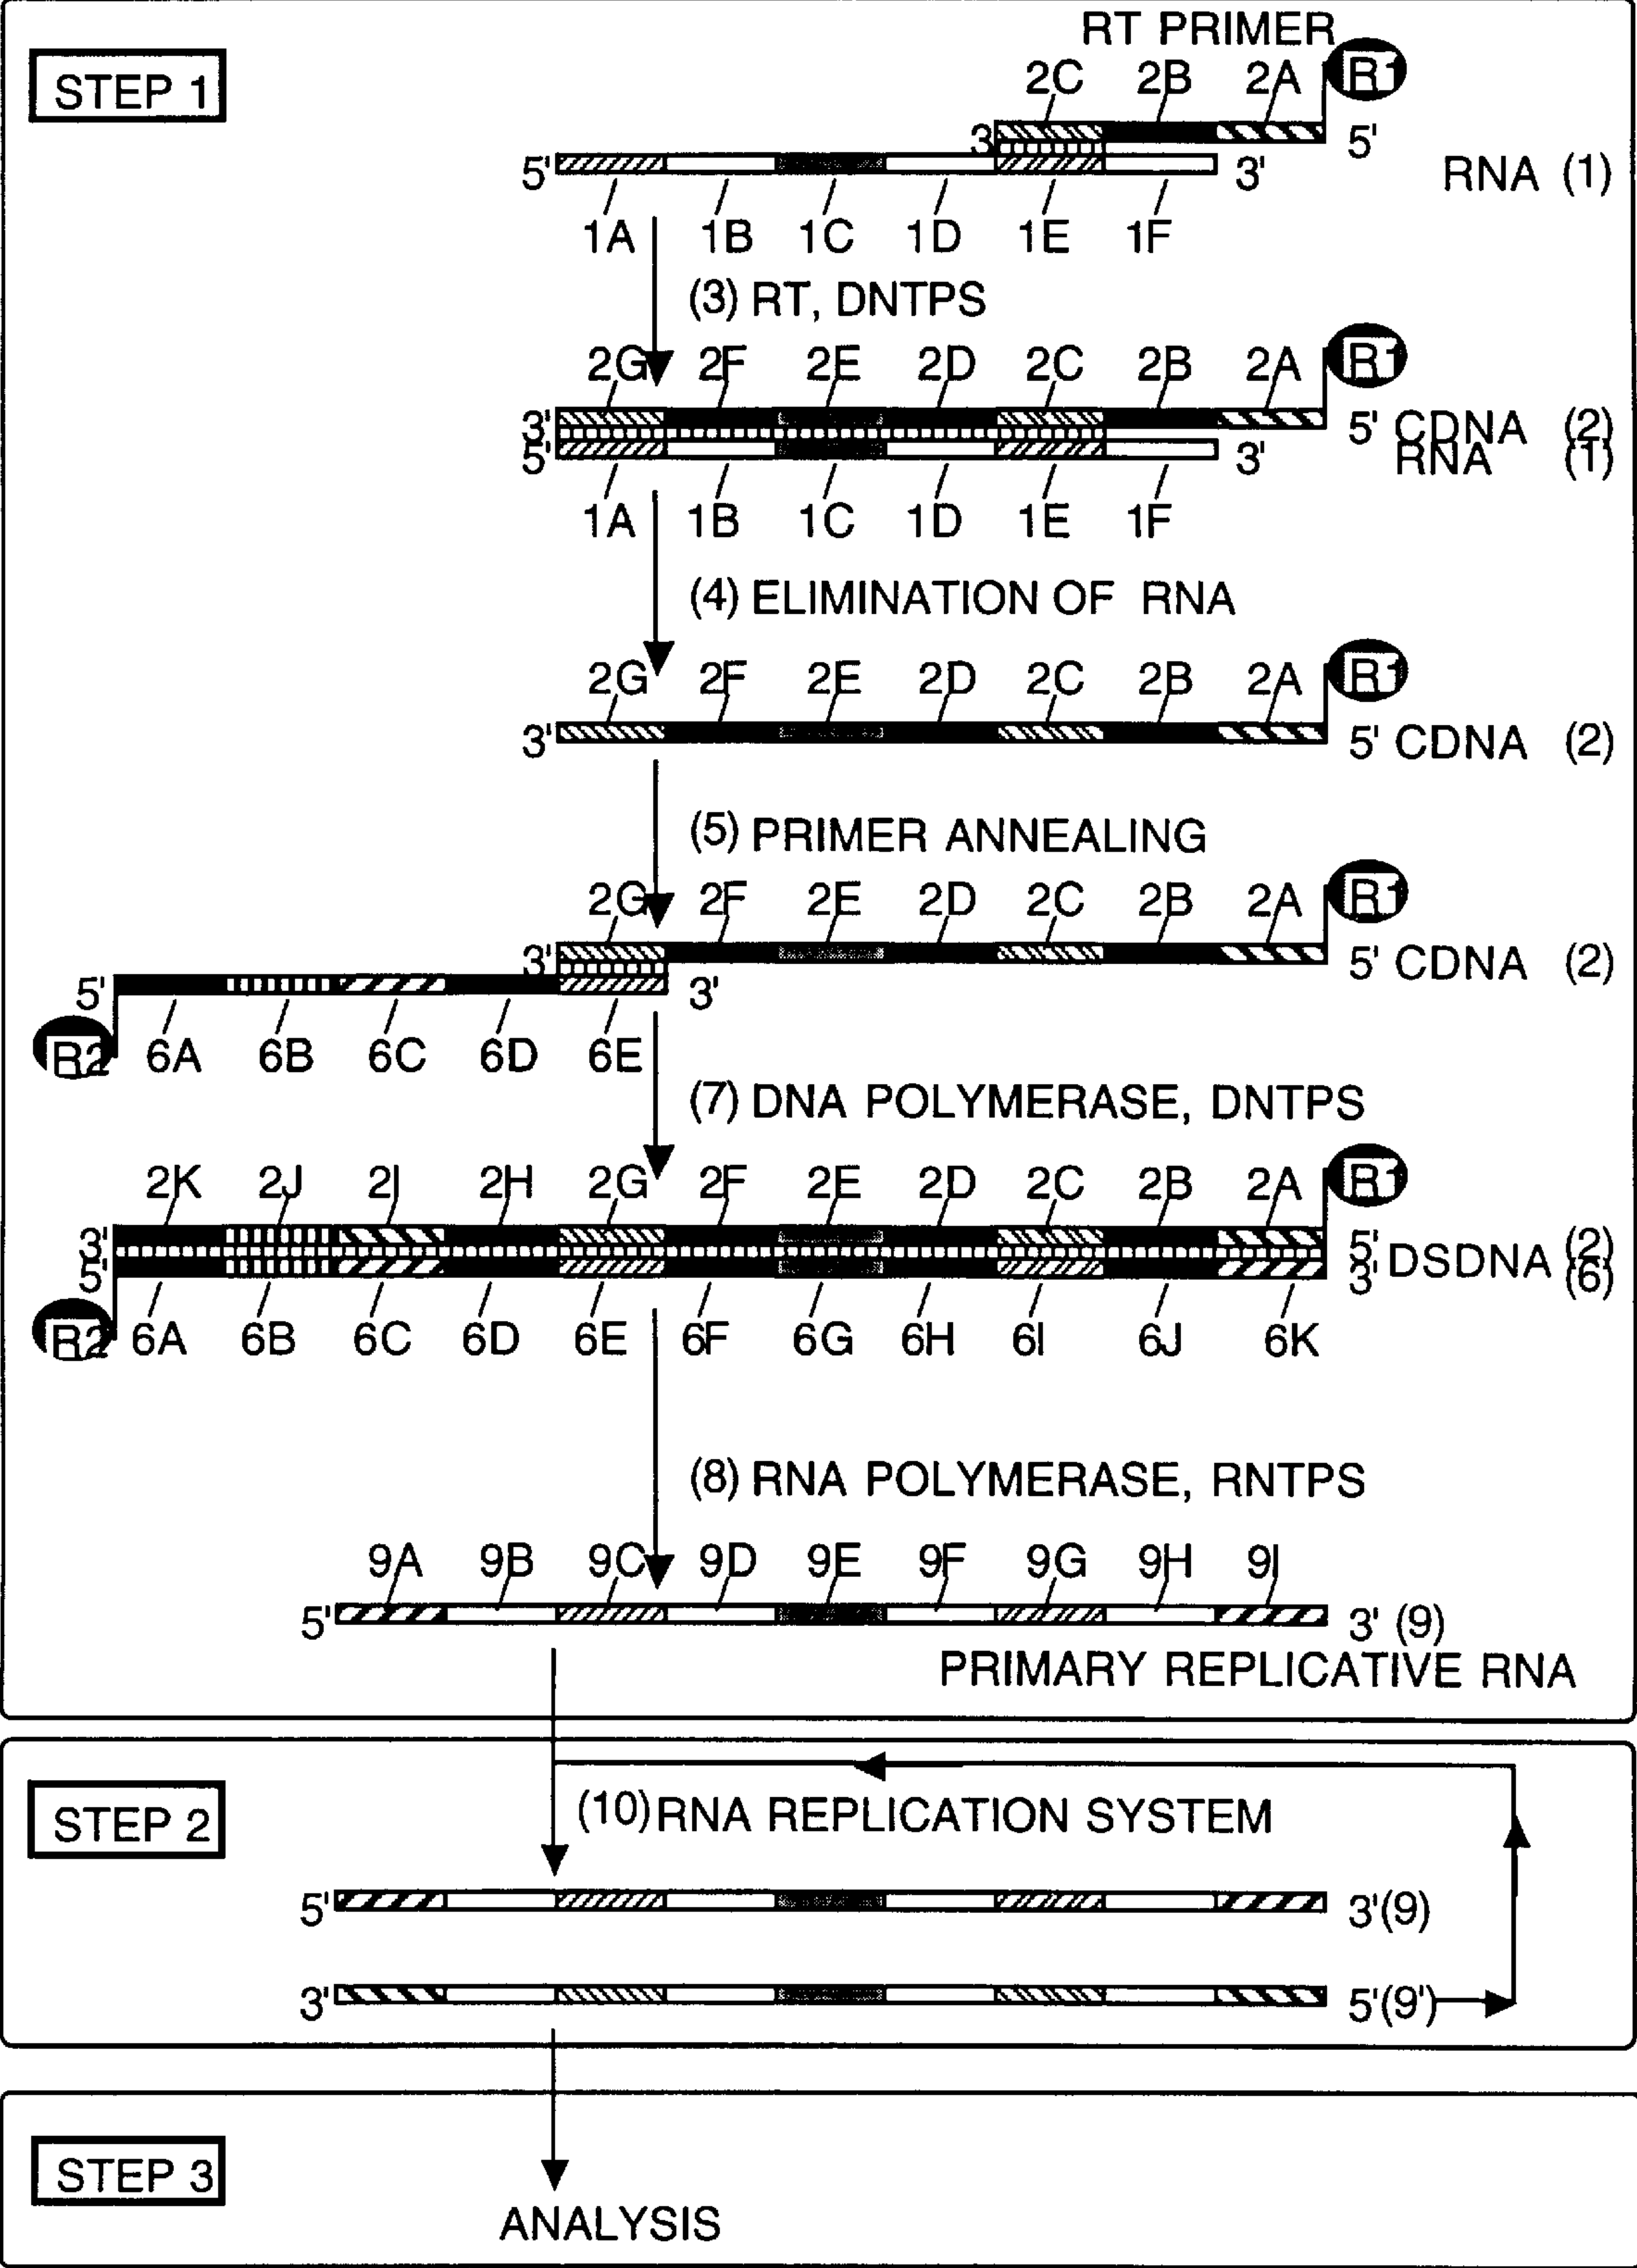 RT PRIMER
STEP 1
2C 2B 2A R1
3 5'
5' 3' RNA (1)
1A 1B 1C 1D 1E 1F
(3) RT, DNTPS
2G 2F 2E 2D 2C 2B 2A R1
3' 5' CDNA (2)
5' 3' RNA (1)
1A 1B 1C 1D 1E 1F
(4) ELIMINATION OF RNA
2G 2F 2E 2D 2C 2B 2A R1
3' 5' CDNA (2)
(5) PRIMER ANNEALING
2G 2F 2E 2D 2C 2B 2A R1
3' 5' CDNA (2)
5' 3'
R2 6A 6B 6C 6D 6E
(7) DNA POLYMERASE, DNTPS
2K 2J 2I 2H 2G 2F 2E 2D 2C 2B 2A R1
3' 5' DSDNA (2)
5' 3' (6)
R2 6A 6B 6C 6D 6E 6F 6G 6H 6I 6J 6K
(8) RNA POLYMERASE, RNTPS
9A 9B 9C 9D 9E 9F 9G 9H 9I
5' 3' (9)
PRIMARY REPLICATIVE RNA
STEP 2
(10) RNA REPLICATION SYSTEM
5' 3'(9)
3' 5'(9')
STEP 3
ANALYSIS